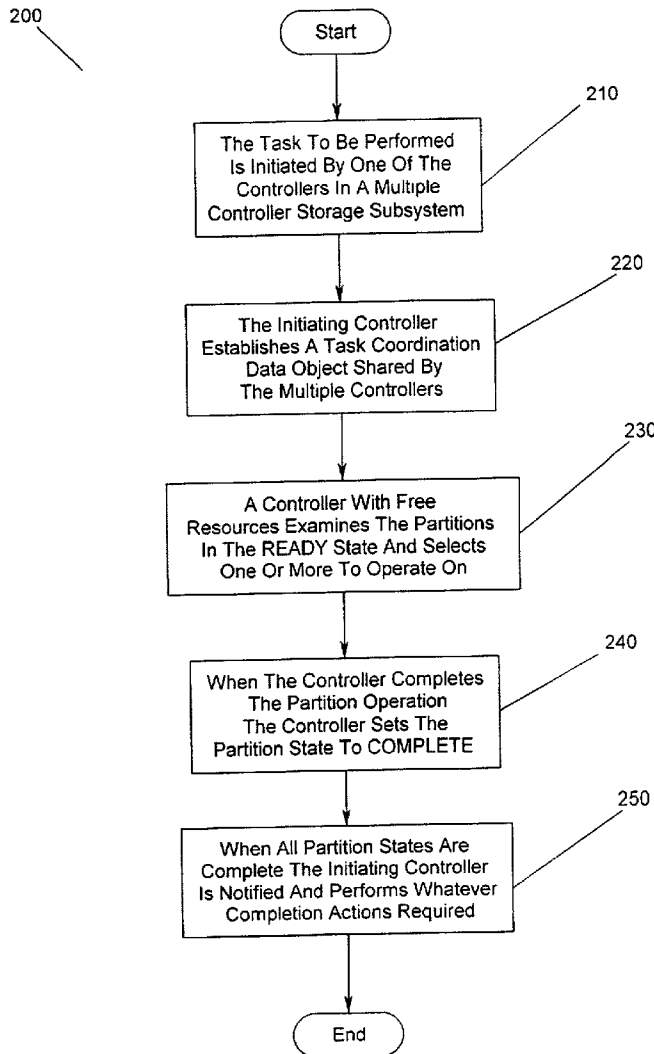 200
Start
210
The Task To Be Performed
Is Initiated By One Of The
Controllers In A Multiple
Controller Storage Subsystem
220
The Initiating Controller
Establishes A Task Coordination
Data Object Shared By
The Multiple Controllers
230
A Controller With Free
Resources Examines The Partitions
In The READY State And Selects
One Or More To Operate On
240
When The Controller Completes
The Partition Operation
The Controller Sets The
Partition State To COMPLETE
250
When All Partition States Are
Complete The Initiating Controller
Is Notified And Performs Whatever
Completion Actions Required
End